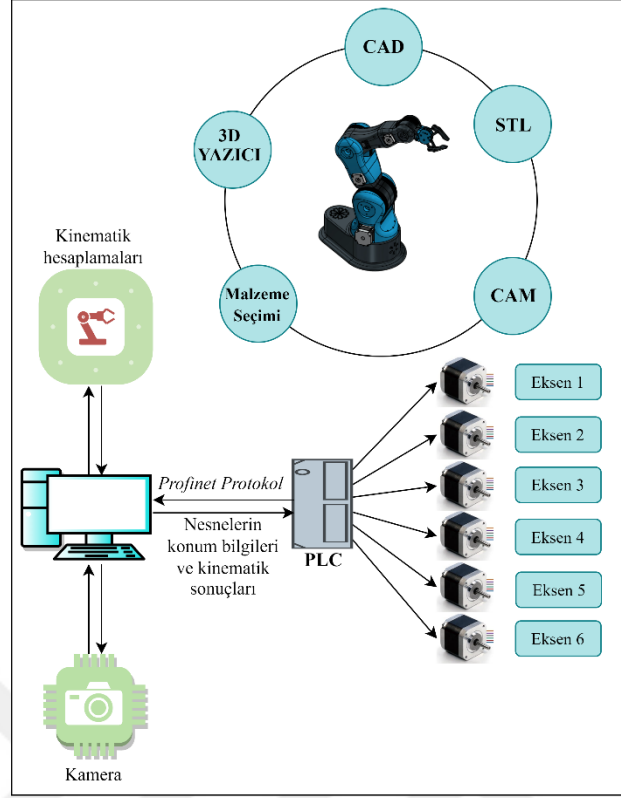 CAD
3D
YAZICI
STL
Malzeme
Seçimi
CAM
Kinematik
hesaplamaları
Eksen 1
Eksen 2
Eksen 3
Eksen 4
Eksen 5
Eksen 6
Profinet Protokol
Nesnelerin
konum bilgileri
ve kinematik
sonuçları
PLC
Kamera